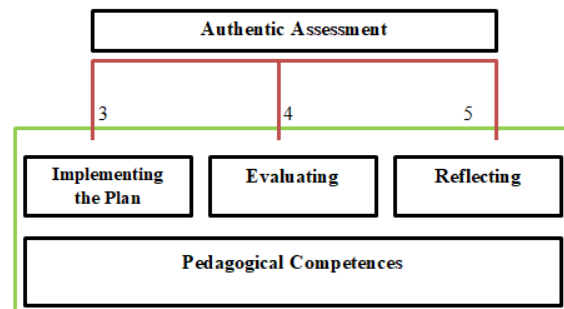 Authentic Assessment
3 4 5
Implementing the Plan
Evaluating
Reflecting
Pedagogical Competences